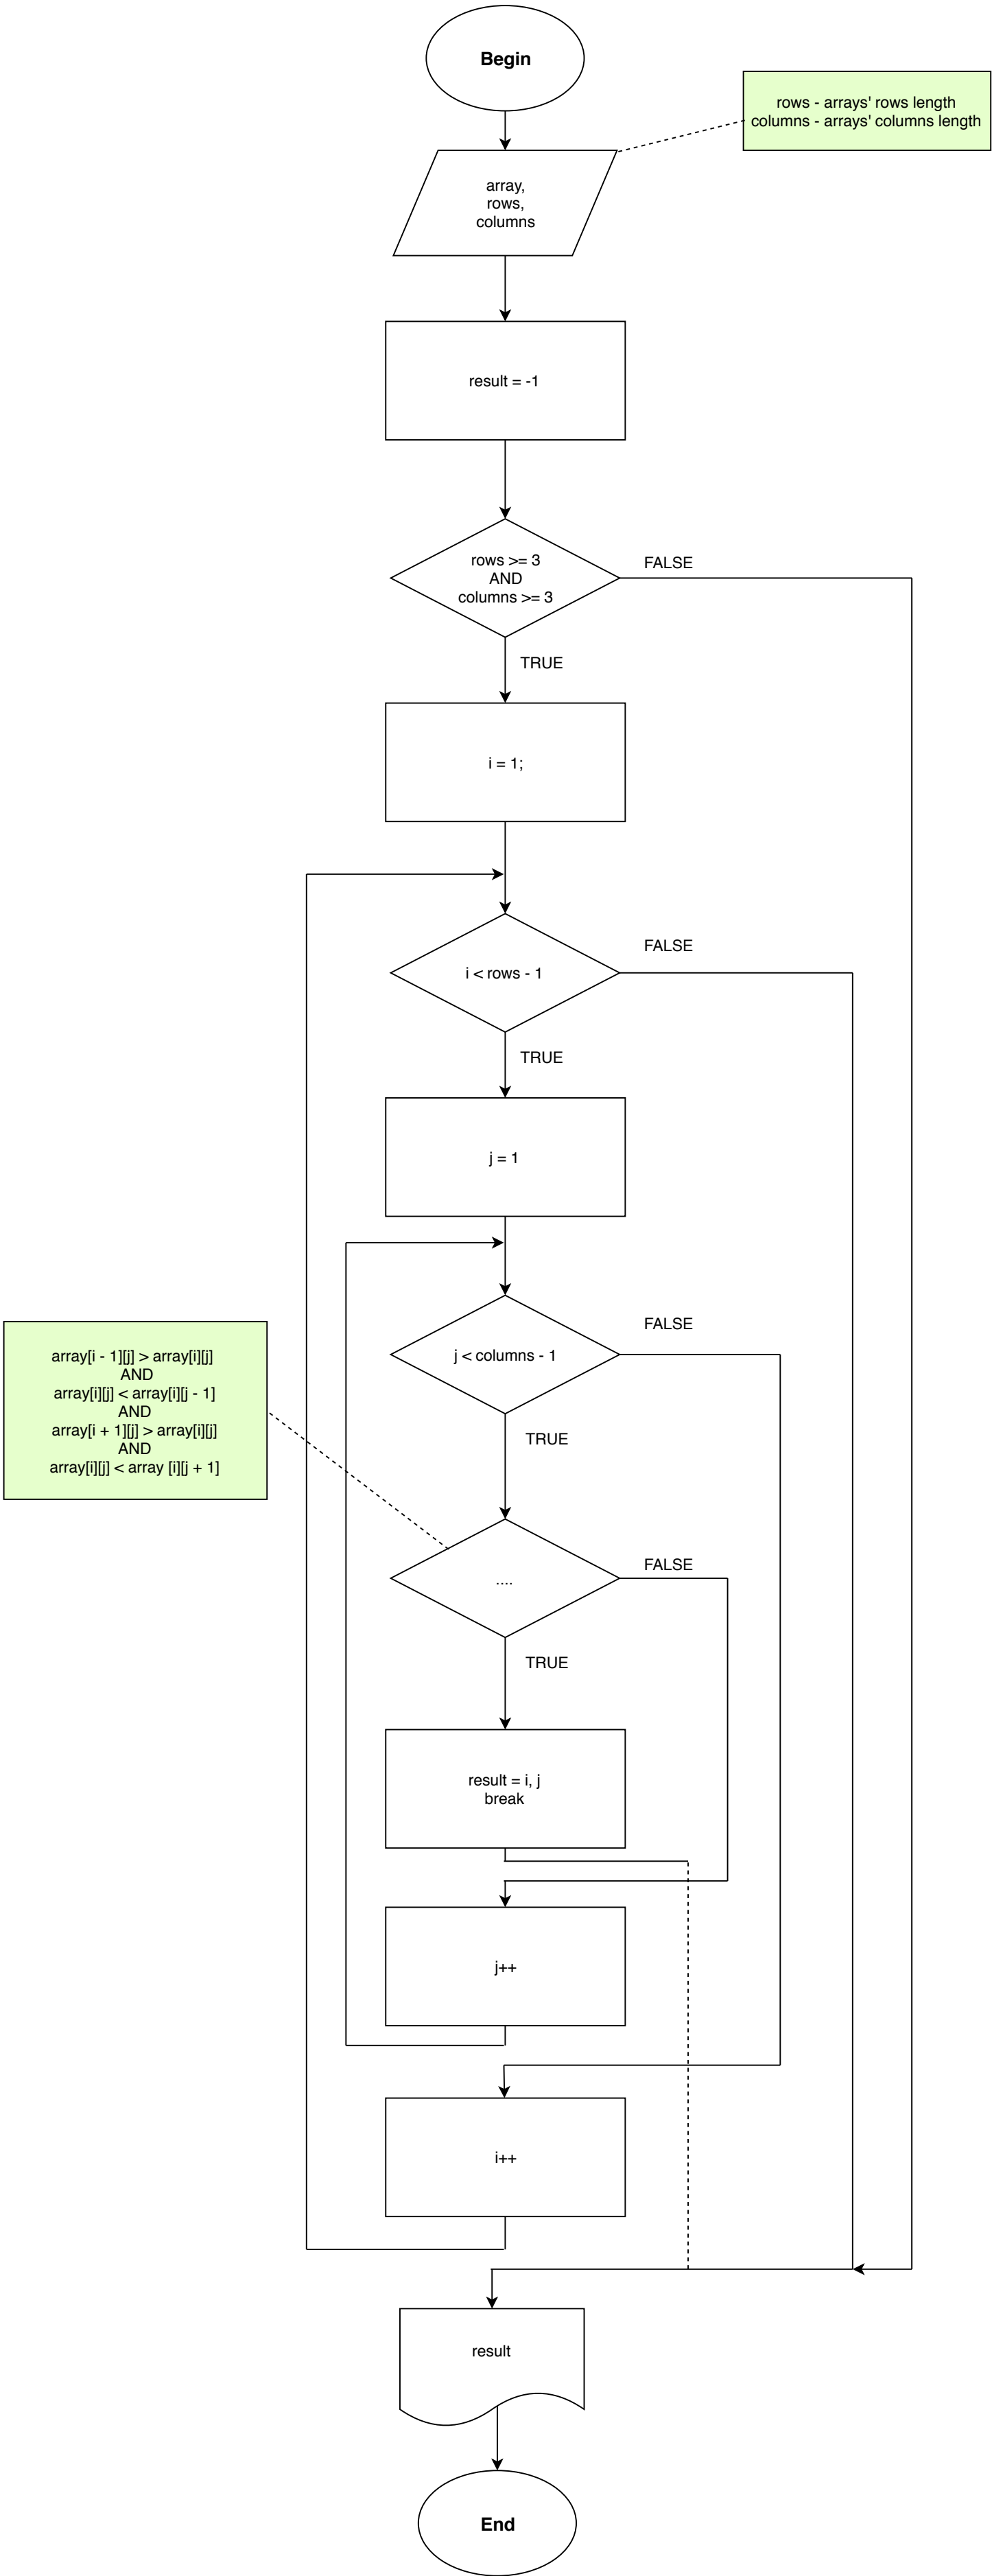 Begin
rows - arrays' rows length
columns - arrays' columns length
array,
rows,
columns
result = -1
rows >= 3
AND
columns >= 3
FALSE
TRUE
i = 1;
i < rows - 1
FALSE
TRUE
j = 1
j < columns - 1
FALSE
TRUE
array[i - 1][j] > array[i][j]
AND
array[i][j] < array[i][j - 1]
AND
array[i + 1][j] > array[i][j]
AND
array[i][j] < array [i][j + 1]
....
FALSE
TRUE
result = i, j
break
j++
i++
result
End